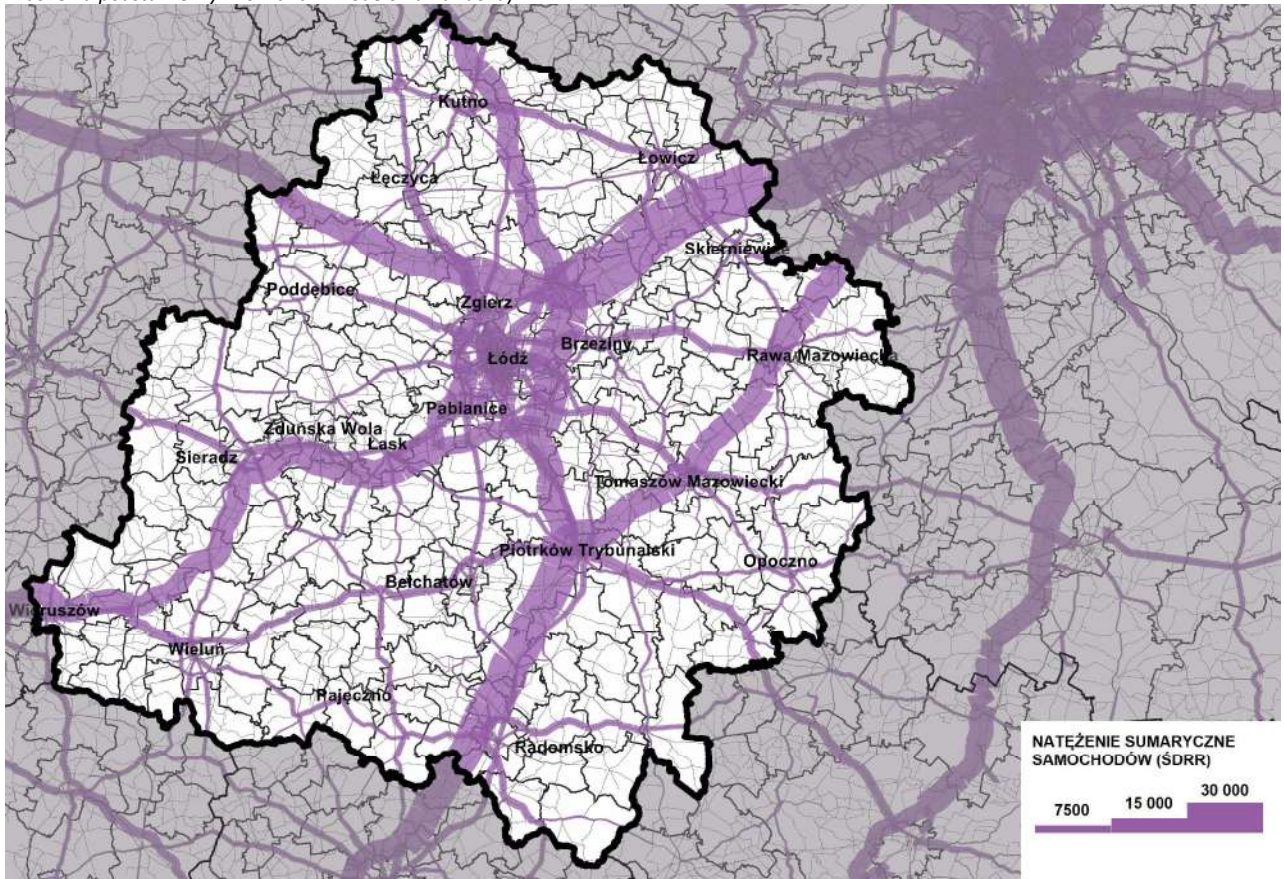 Kutno
Łowicz
Łęczyca
Skierniewice
Poddębice
Zgierz
Brzeziny
Łódź
Rawa Mazowiecka
Pabianice
Zduńska Wola
Łask
Sieradz
Tomaszów Mazowiecki
Piotrków Trybunalski
Opoczno
Bełchatów
Wieruszów
Wieluń
Pajęczno
Radomsko
NATĘŻENIE SUMARYCZNE
SAMOCHODÓW (ŚDRR)
7500 15 000 30 000